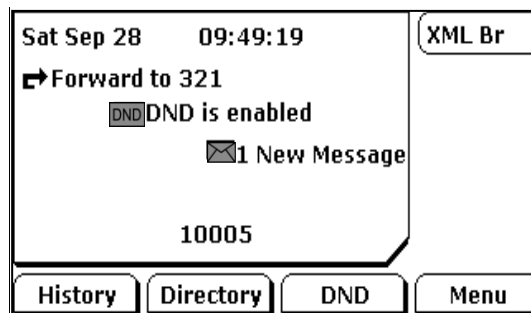 Sat Sep 28 09:49:19
XML Br
Forward to 321
DND DND is enabled
1 New Message
10005
History Directory DND Menu